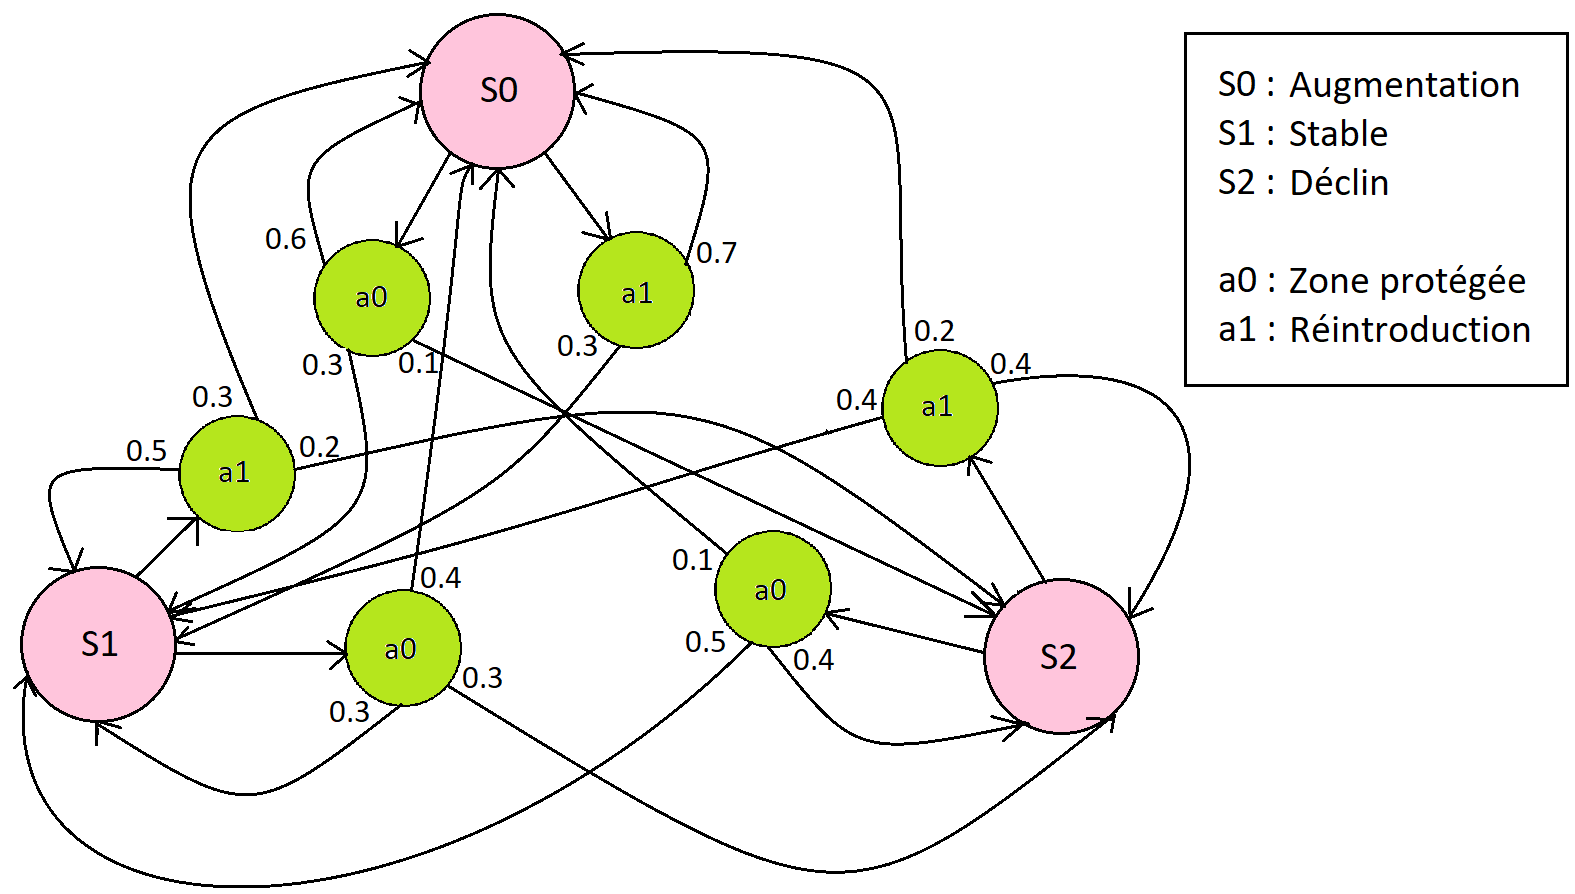 S0
S0 : Augmentation
S1 : Stable
S2 : Déclin
a0 : Zone protégée
a1 : Réintroduction
0.6
a0
a1
0.7
0.3
0.1
0.3
0.2
0.4
0.4
a1
0.3
0.5
a1
0.2
0.1
a0
0.5
0.4
S1
a0
0.4
0.3
0.3
S2